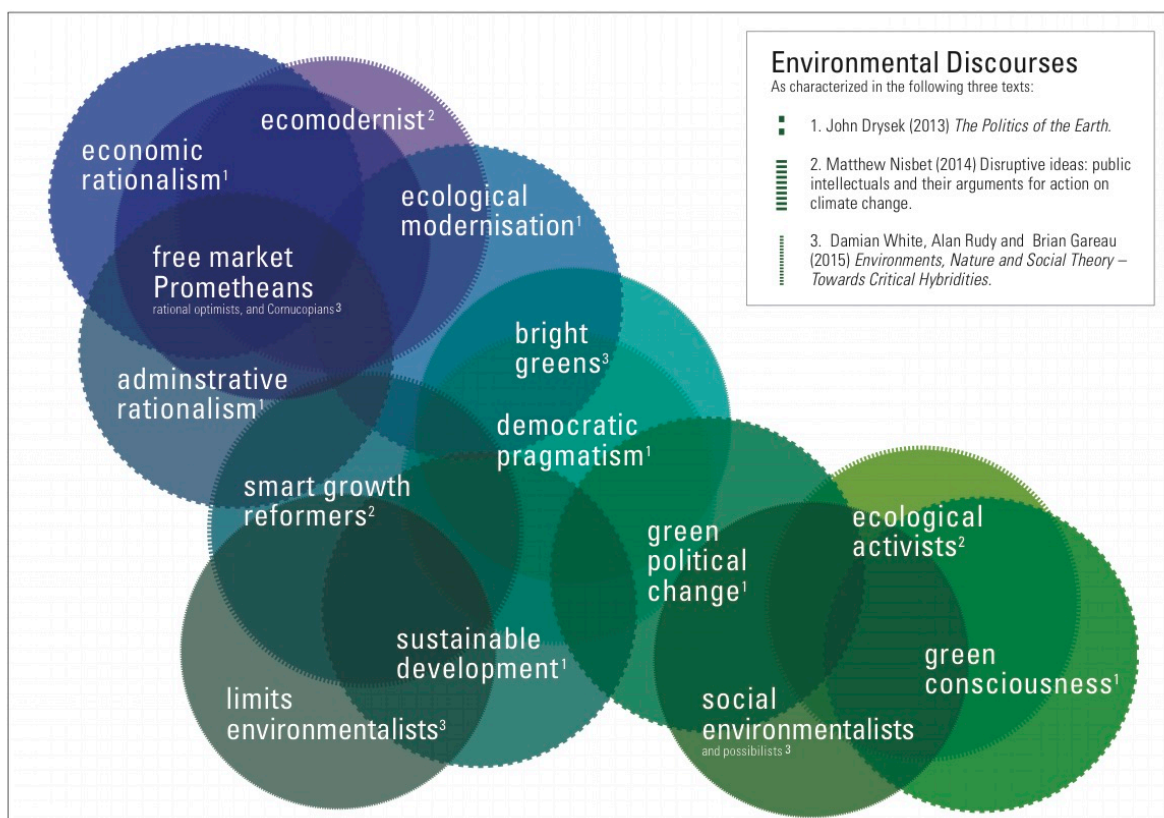 Environmental Discourses
As characterized in the following three texts:
1. John Drysek (2013) The Politics of the Earth.
2. Matthew Nisbet (2014) Disruptive ideas: public
intellectuals and their arguments for action on
climate change.
3. Damian White, Alan Rudy and Brian Gareau
(2015) Environments, Nature and Social Theory –
Towards Critical Hybridities.
ecomodernist²
economic
rationalism¹
ecological
modernisation¹
free market
Prometheans
rational optimists, and Cornucopians³
bright
greens³
adminstrative
rationalism¹
democratic
pragmatism¹
smart growth
reformers²
green
political
change¹
ecological
activists²
sustainable
development¹
green
consciousness¹
limits
environmentalists³
social
environmentalists
and possibilists ³